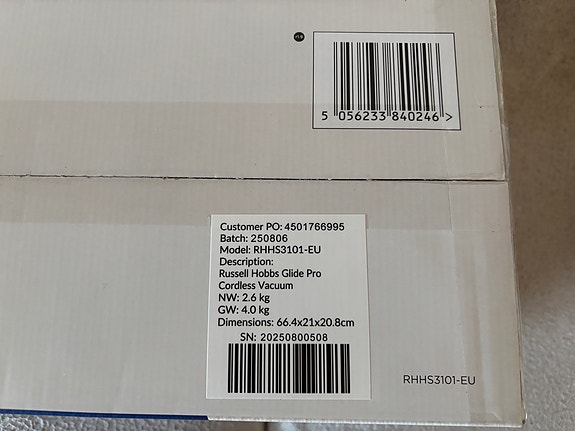 5 056233 840246 >
Customer PO: 4501766995
Batch: 250806
Model: RHHS3101-EU
Description:
Russell Hobbs Glide Pro
Cordless Vacuum
NW: 2.6 kg
GW: 4.0 kg
Dimensions: 66.4x21x20.8cm
SN: 20250800508
RHHS3101-EU